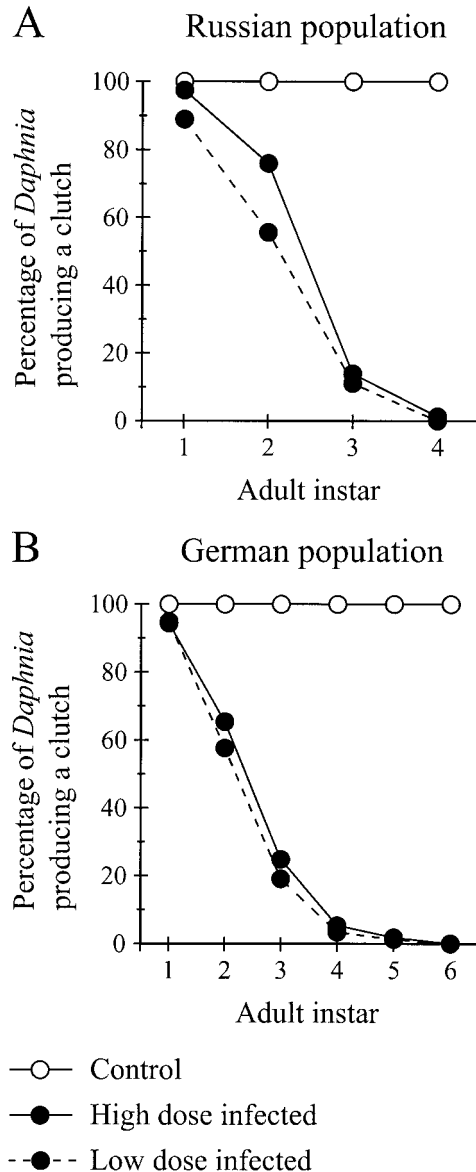 A
Russian population
Percentage of Daphnia
producing a clutch
100
80
60
40
20
0
1 2 3 4
Adult instar
B
German population
Percentage of Daphnia
producing a clutch
100
80
60
40
20
0
1 2 3 4 5 6
Adult instar
Control
High dose infected
Low dose infected